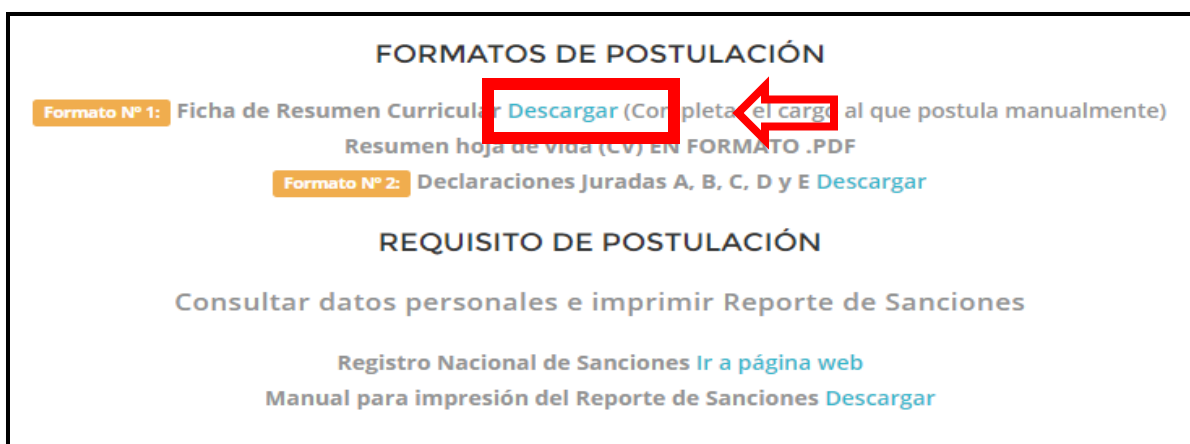 FORMATOS DE POSTULACIÓN
Formato Nº 1: Ficha de Resumen Curricular Descargar (Completar el cargo al que postula manualmente)
Resumen hoja de vida (CV) EN FORMATO .PDF
Formato Nº 2: Declaraciones Juradas A, B, C, D y E Descargar
REQUISITO DE POSTULACIÓN
Consultar datos personales e imprimir Reporte de Sanciones
Registro Nacional de Sanciones Ir a página web
Manual para impresión del Reporte de Sanciones Descargar